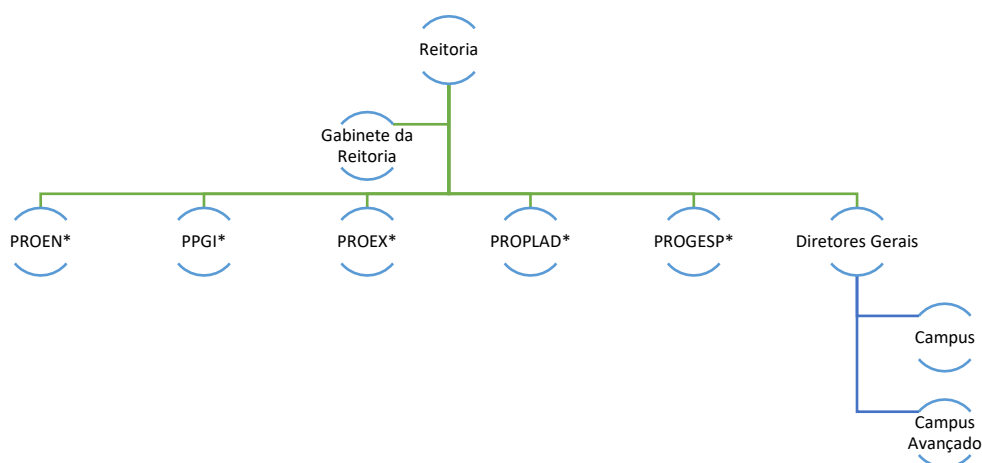 Reitoria
Gabinete da
Reitoria
PROEN*
PPGI*
PROEX*
PROPLAD*
PROGESP*
Diretores Gerais
Campus
Campus
Avançado